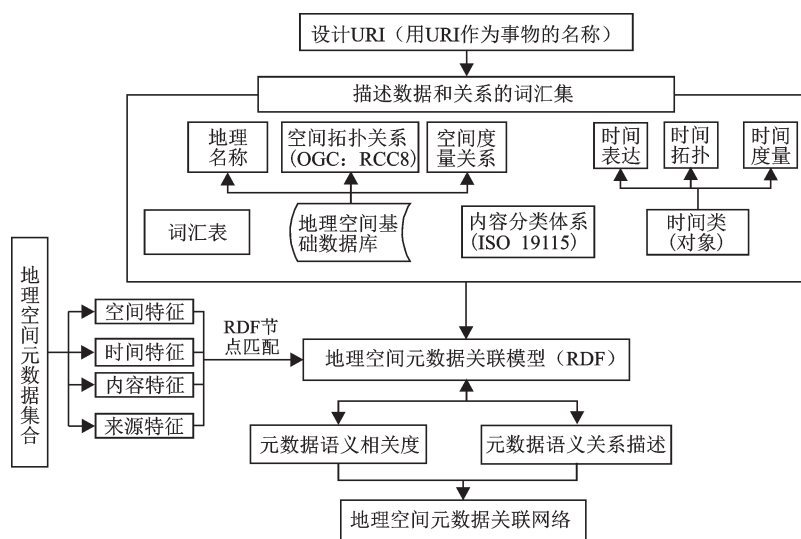 设计URI（用URI作为事物的名称）
描述数据和关系的词汇集
地理
名称
空间拓扑关系
(OGC：RCC8)
空间度
量关系
时间
表达
时间
拓扑
时间
度量
词汇表
地理空间基
础数据库
内容分类体系
(ISO 19115)
时间类
(对象)
地理空间元数据集合
空间特征
时间特征
内容特征
来源特征
RDF节
点匹配
地理空间元数据关联模型（RDF）
元数据语义相关度
元数据语义关系描述
地理空间元数据关联网络